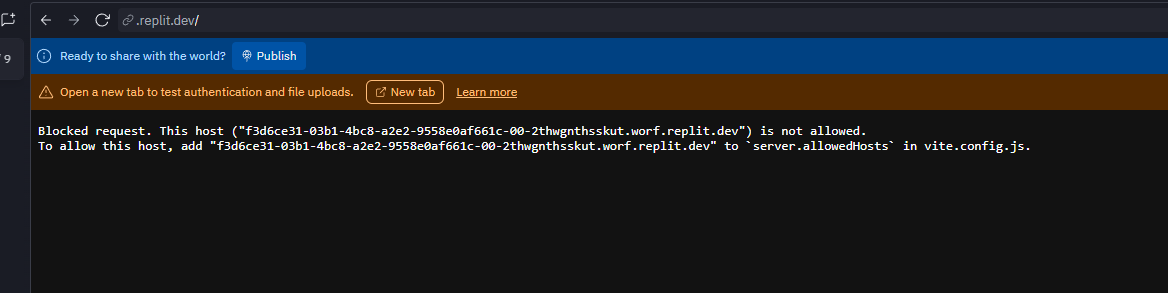 9
.replit.dev/
Ready to share with the world? Publish
Open a new tab to test authentication and file uploads. New tab Learn more
Blocked request. This host ("f3d6ce31-03b1-4bc8-a2e2-9558e0af661c-00-2thwgnthsskut.worf.replit.dev") is not allowed.
To allow this host, add "f3d6ce31-03b1-4bc8-a2e2-9558e0af661c-00-2thwgnthsskut.worf.replit.dev" to `server.allowedHosts` in vite.config.js.